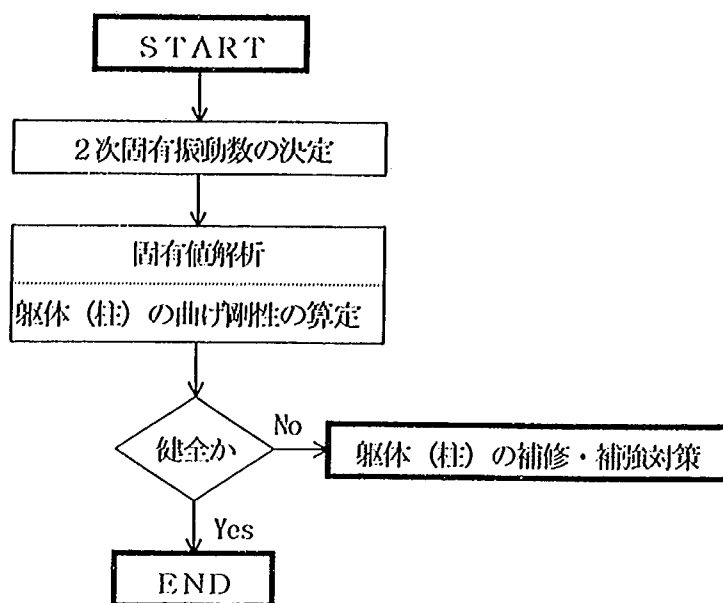 START
2次固有振動数の決定
固有値解析
躯体（柱）の曲げ剛性の算定
健全か
No
躯体（柱）の補修・補強対策
Yes
END